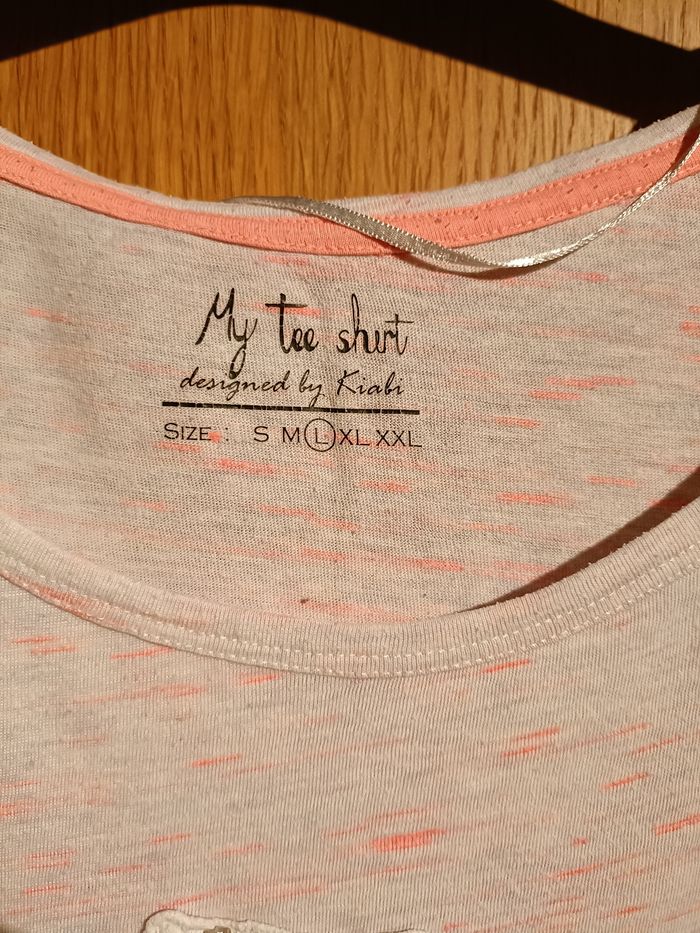 My tee shirt
designed by Kiabi
SIZE : S M L XL XXL